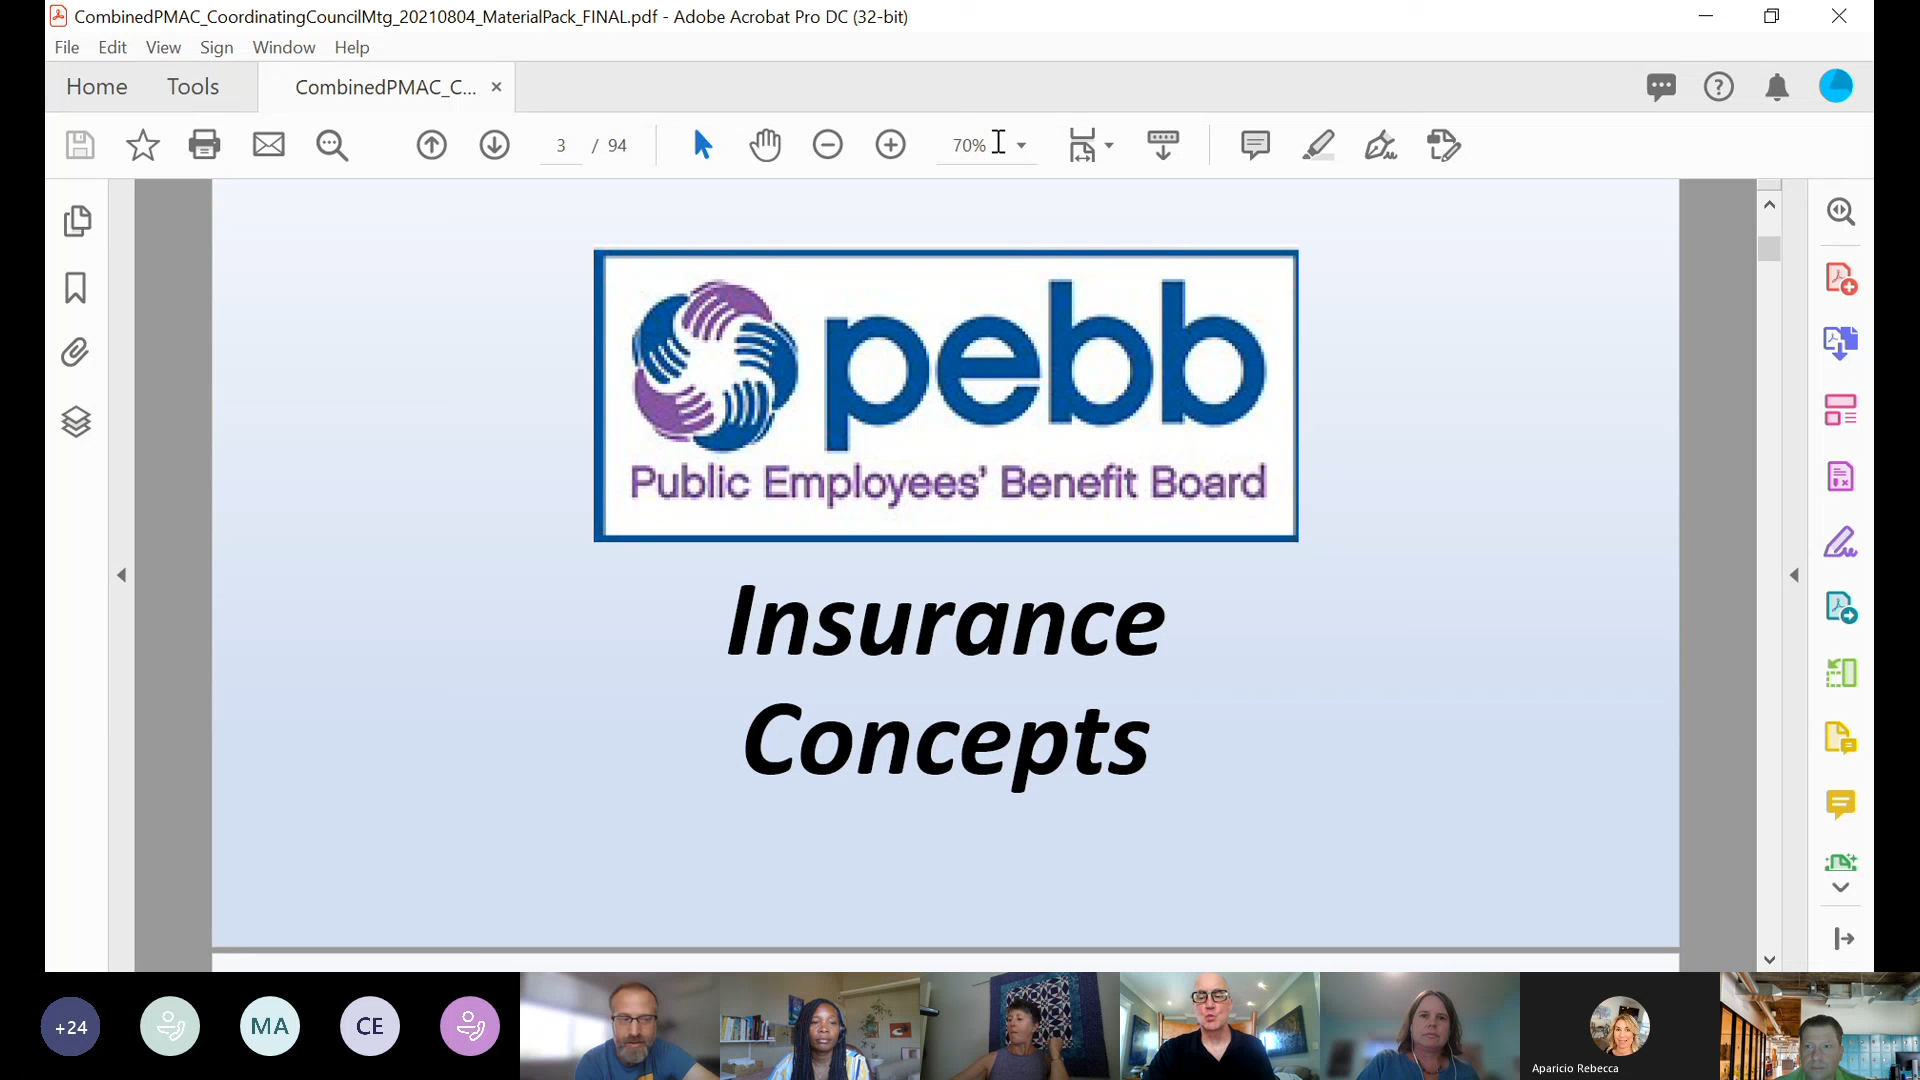 CombinedPMAC_CoordinatingCouncilMtg_20210804_MaterialPack_FINAL.pdf - Adobe Acrobat Pro DC (32-bit)
File Edit View Sign Window Help
Home Tools CombinedPMAC_C... ×
3 / 94 70%
pebb
Public Employees' Benefit Board
Insurance
Concepts
+24 MA CE
Aparicio Rebecca